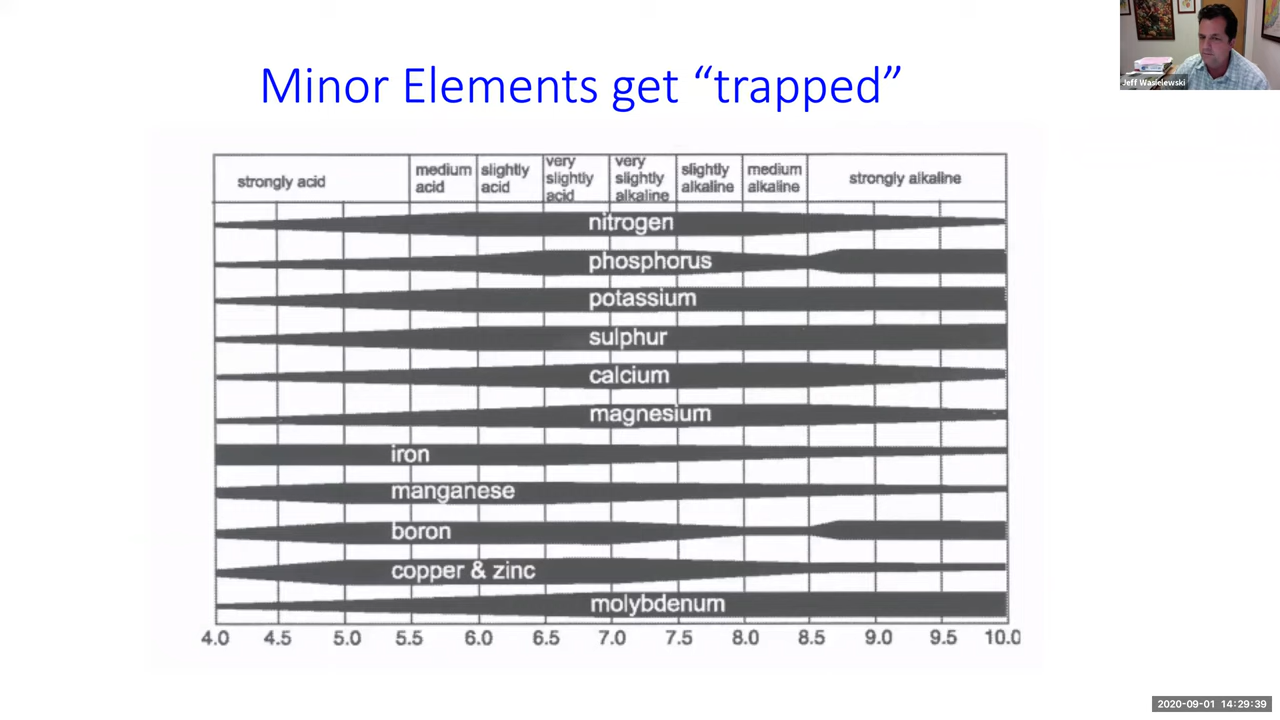 Minor Elements get “trapped”
Jeff Wasielewski
strongly acid
medium
acid
slightly
acid
very
slightly
acid
very
slightly
alkaline
slightly
alkaline
medium
alkaline
strongly alkaline
nitrogen
phosphorus
potassium
sulphur
calcium
magnesium
iron
manganese
boron
copper & zinc
molybdenum
4.0 4.5 5.0 5.5 6.0 6.5 7.0 7.5 8.0 8.5 9.0 9.5 10.0
2020-09-01 14:29:39